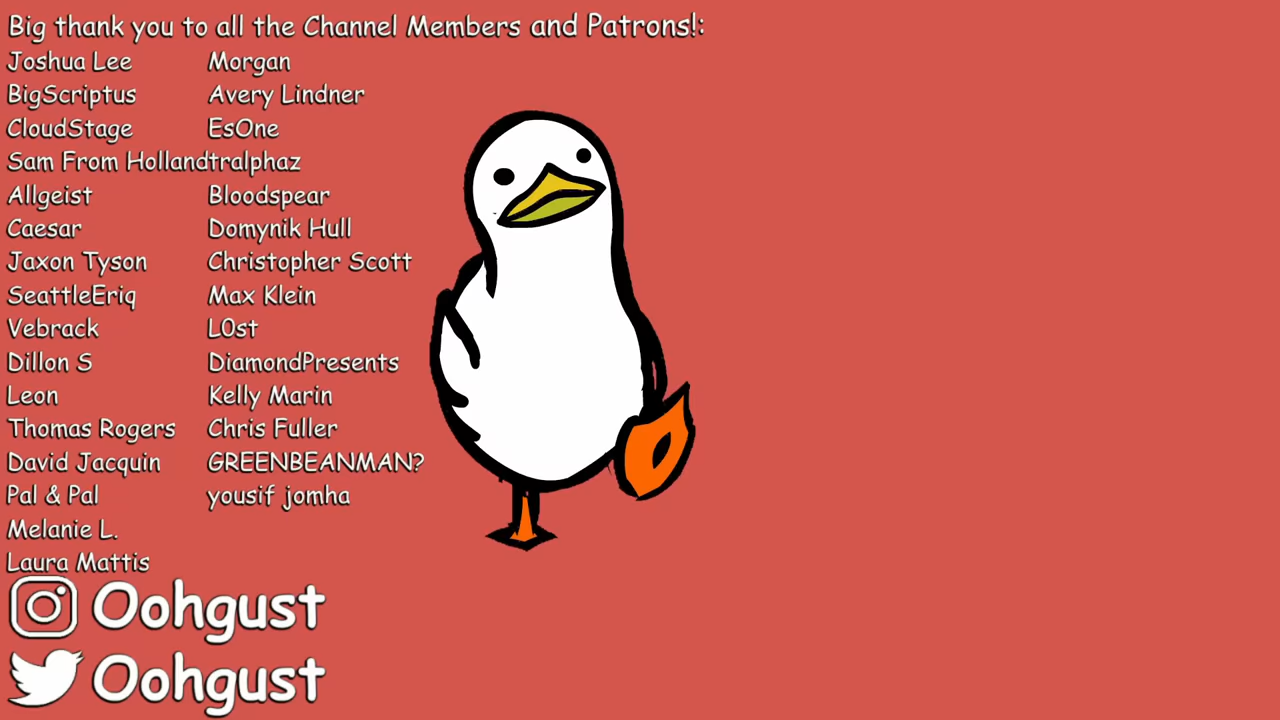 Big thank you to all the Channel Members and Patrons!:
Joshua Lee Morgan
BigScriptus Avery Lindner
CloudStage EsOne
Sam From Hollandtralphaz
Allgeist Bloodspear
Caesar Domynik Hull
Jaxon Tyson Christopher Scott
SeattleEriq Max Klein
Vebrack L0st
Dillon S DiamondPresents
Leon Kelly Marin
Thomas Rogers Chris Fuller
David Jacquin GREENBEANMAN?
Pal & Pal yousif jomha
Melanie L.
Laura Mattis
Oohgust
Oohgust